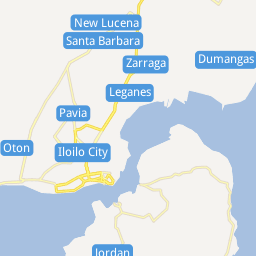 New Lucena
Santa Barbara
Dumangas
Zarraga
Leganes
Pavia
Oton
Iloilo City
Jordan